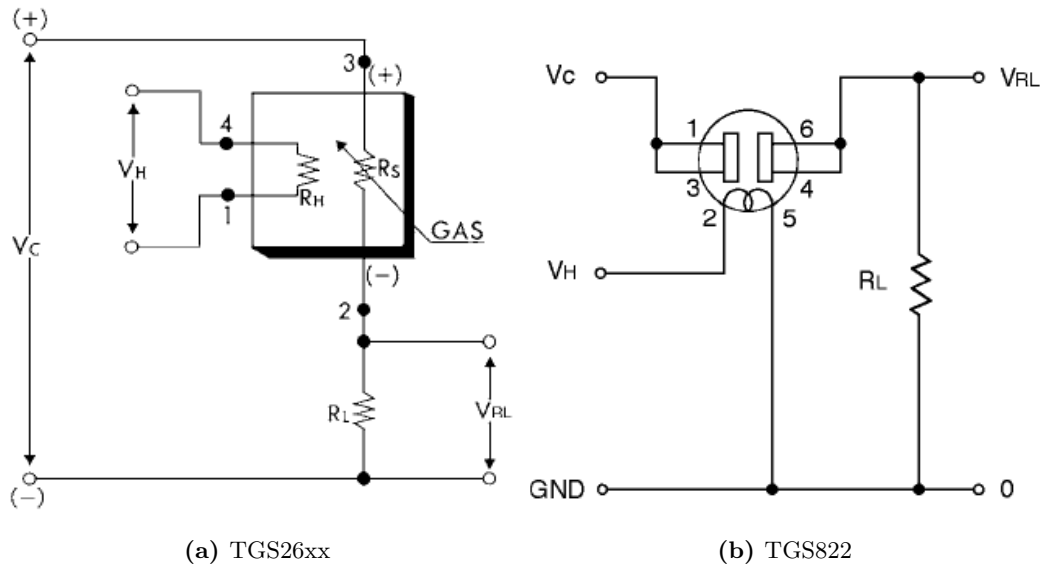 (+)
3
(+)
4
VH
RH
RS
1
GAS
VC
(−)
2
RL
VRL
(−)
(a) TGS26xx
VC
VRL
1
6
3
4
2
5
VH
RL
GND
0
(b) TGS822